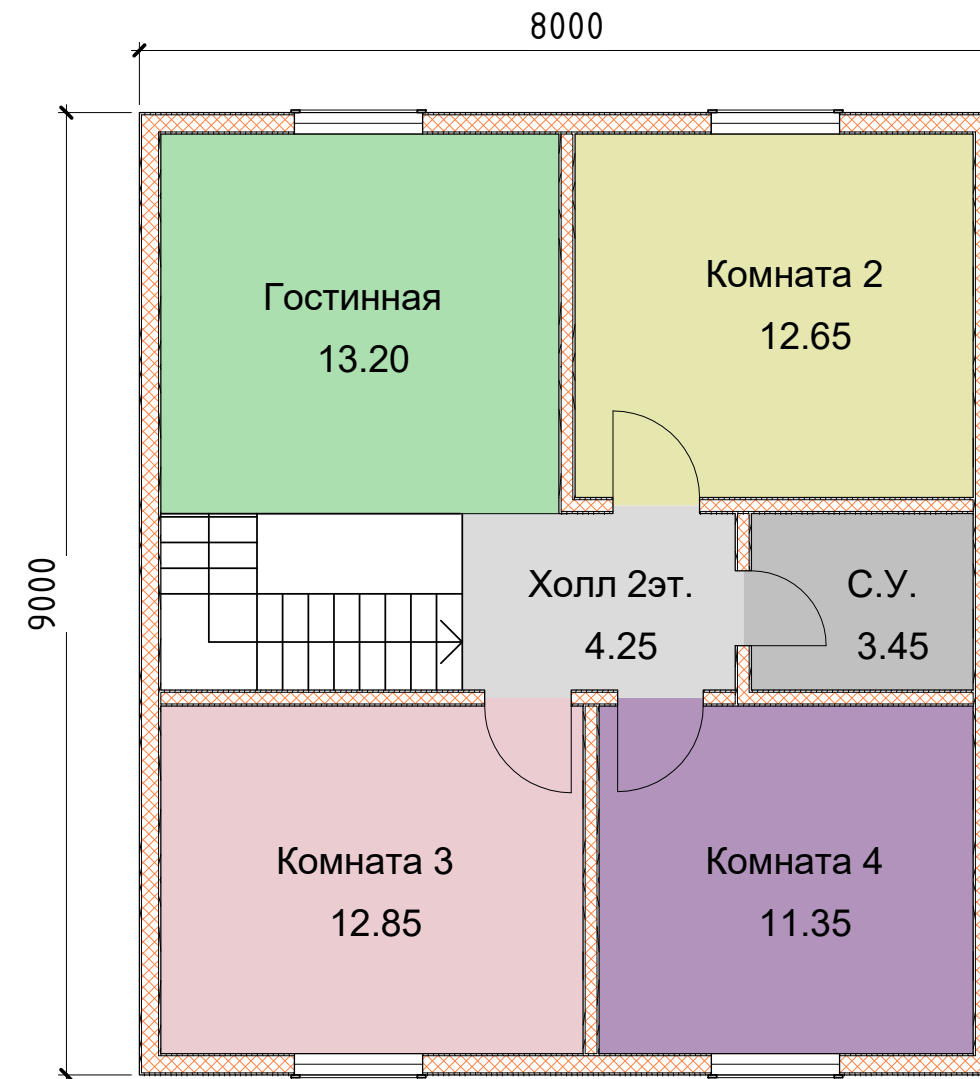 8000
9000
Гостинная
13.20
Комната 2
12.65
Холл 2эт.
4.25
С.У.
3.45
Комната 3
12.85
Комната 4
11.35